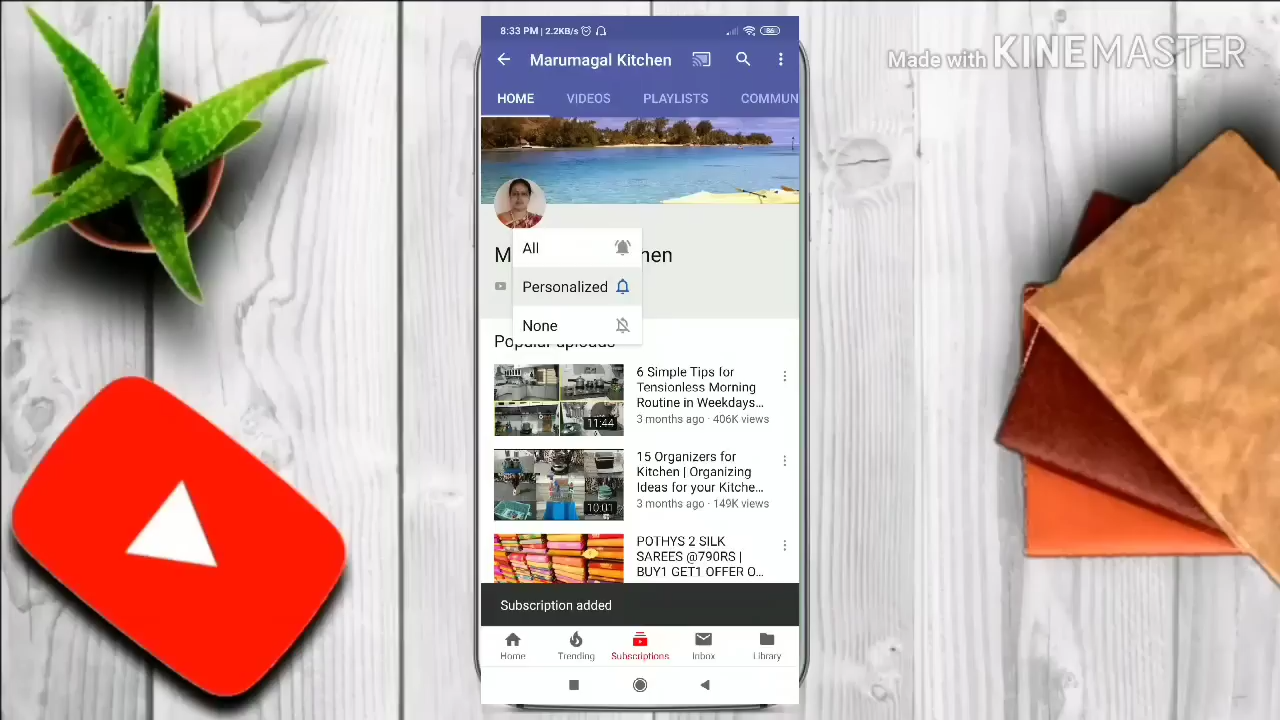 8:33 PM | 2.2KB/s
86
Made with KINEMASTER
Marumagal Kitchen
HOME VIDEOS PLAYLISTS COMMUN
All
Personalized
None
6 Simple Tips for
Tensionless Morning
Routine in Weekdays...
3 months ago · 406K views
11:44
15 Organizers for
Kitchen | Organizing
Ideas for your Kitche...
3 months ago · 149K views
10:01
POTHYS 2 SILK
SAREES @790RS |
BUY1 GET1 OFFER O...
Subscription added
Home Trending Subscriptions Inbox Library